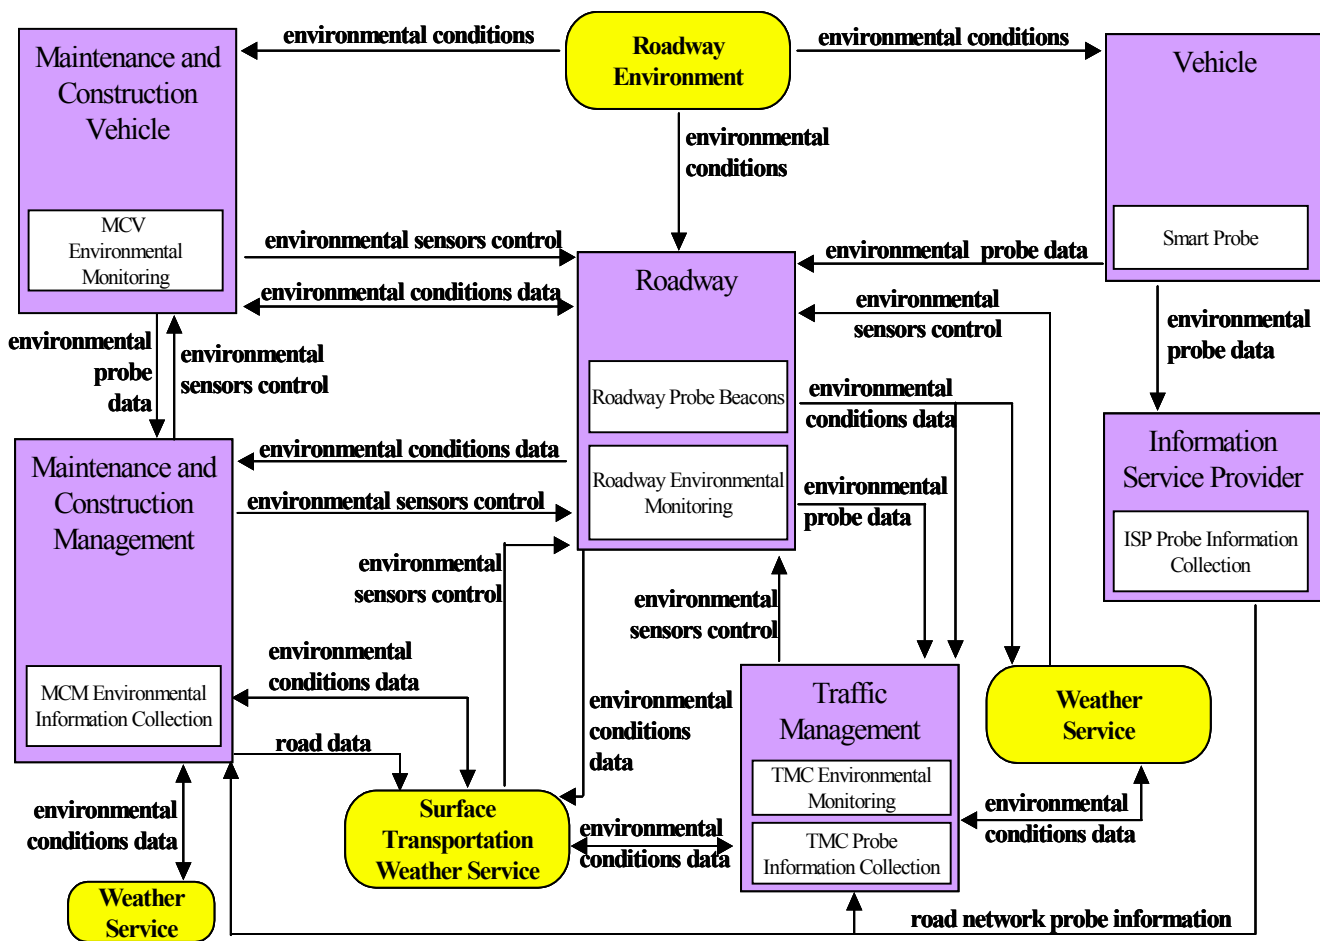 environmental conditions
Roadway
Environment
environmental conditions
Maintenance and
Construction
Vehicle
MCV
Environmental
Monitoring
Vehicle
Smart Probe
environmental
conditions
environmental sensors control
environmental conditions data
Roadway
Roadway Probe Beacons
Roadway Environmental
Monitoring
environmental  probe data
environmental
sensors control
environmental
probe data
environmental
probe
data
environmental
sensors control
environmental
conditions data
environmental
probe data
Maintenance and
Construction
Management
MCM Environmental
Information Collection
environmental conditions data
environmental sensors control
environmental
sensors control
Information
Service Provider
ISP Probe Information
Collection
environmental
sensors control
environmental
conditions data
road data
environmental
conditions
data
Traffic
Management
TMC Environmental
Monitoring
TMC Probe
Information Collection
Weather
Service
environmental
conditions data
environmental
conditions data
Surface
Transportation
Weather Service
environmental
conditions data
Weather
Service
road network probe information